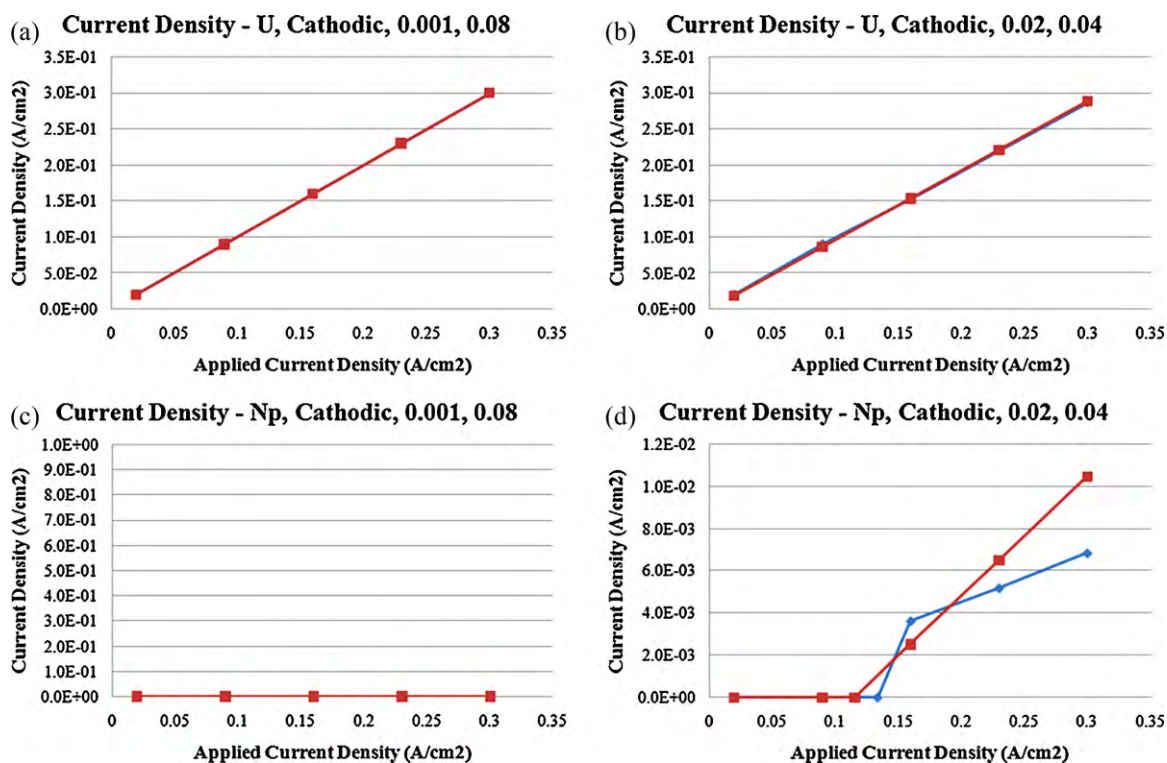 (a) Current Density - U, Cathodic, 0.001, 0.08
Current Density (A/cm2)
3.5E-01
3.0E-01
2.5E-01
2.0E-01
1.5E-01
1.0E-01
5.0E-02
0.0E+00
0 0.05 0.1 0.15 0.2 0.25 0.3 0.35
Applied Current Density (A/cm2)
(b) Current Density - U, Cathodic, 0.02, 0.04
Current Density (A/cm2)
3.5E-01
3.0E-01
2.5E-01
2.0E-01
1.5E-01
1.0E-01
5.0E-02
0.0E+00
0 0.05 0.1 0.15 0.2 0.25 0.3 0.35
Applied Current Density (A/cm2)
(c) Current Density - Np, Cathodic, 0.001, 0.08
Current Density (A/cm2)
1.0E+00
9.0E-01
8.0E-01
7.0E-01
6.0E-01
5.0E-01
4.0E-01
3.0E-01
2.0E-01
1.0E-01
0.0E+00
0 0.05 0.1 0.15 0.2 0.25 0.3 0.35
Applied Current Density (A/cm2)
(d) Current Density - Np, Cathodic, 0.02, 0.04
Current Density (A/cm2)
1.2E-02
1.0E-02
8.0E-03
6.0E-03
4.0E-03
2.0E-03
0.0E+00
0 0.05 0.1 0.15 0.2 0.25 0.3 0.35
Applied Current Density (A/cm2)